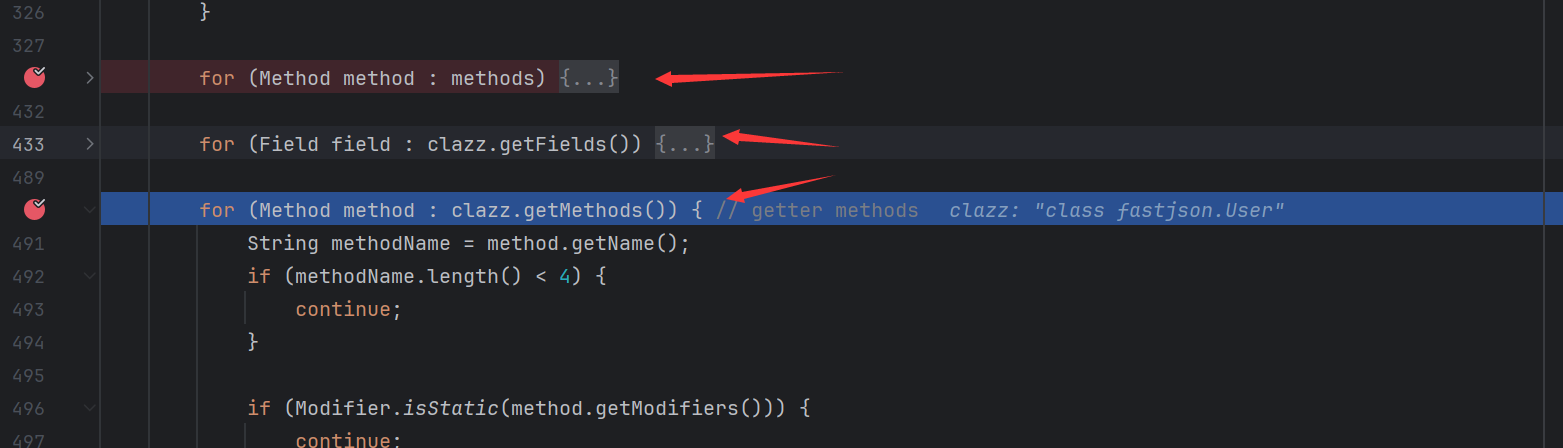 326 }
327
for (Method method : methods) {...}
432
433 for (Field field : clazz.getFields()) {...}
489
for (Method method : clazz.getMethods()) { // getter methods clazz: "class fastjson.User"
491 String methodName = method.getName();
492 if (methodName.length() < 4) {
493 continue;
494 }
495
496 if (Modifier.isStatic(method.getModifiers())) {
497 continue;